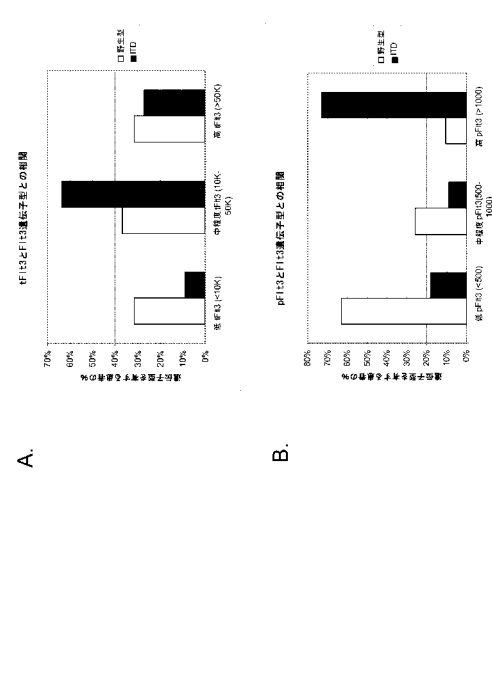 A.
tFlt3とFlt3遺伝子型との相関
70%
60%
50%
40%
30%
20%
10%
0%
遺伝子型を有する患者の%
低 tFlt3 (<10K)
中程度 tFlt3 (10K-
50K)
高 tFlt3 (>50K)
□ 野生型
■ ITD
B.
pFlt3とFlt3遺伝子型との相関
80%
70%
60%
50%
40%
30%
20%
10%
0%
遺伝子型を有する患者の%
低 pFlt3 (<500)
中程度 pFlt3(500-
1000)
高 pFlt3 (>1000)
□ 野生型
■ ITD